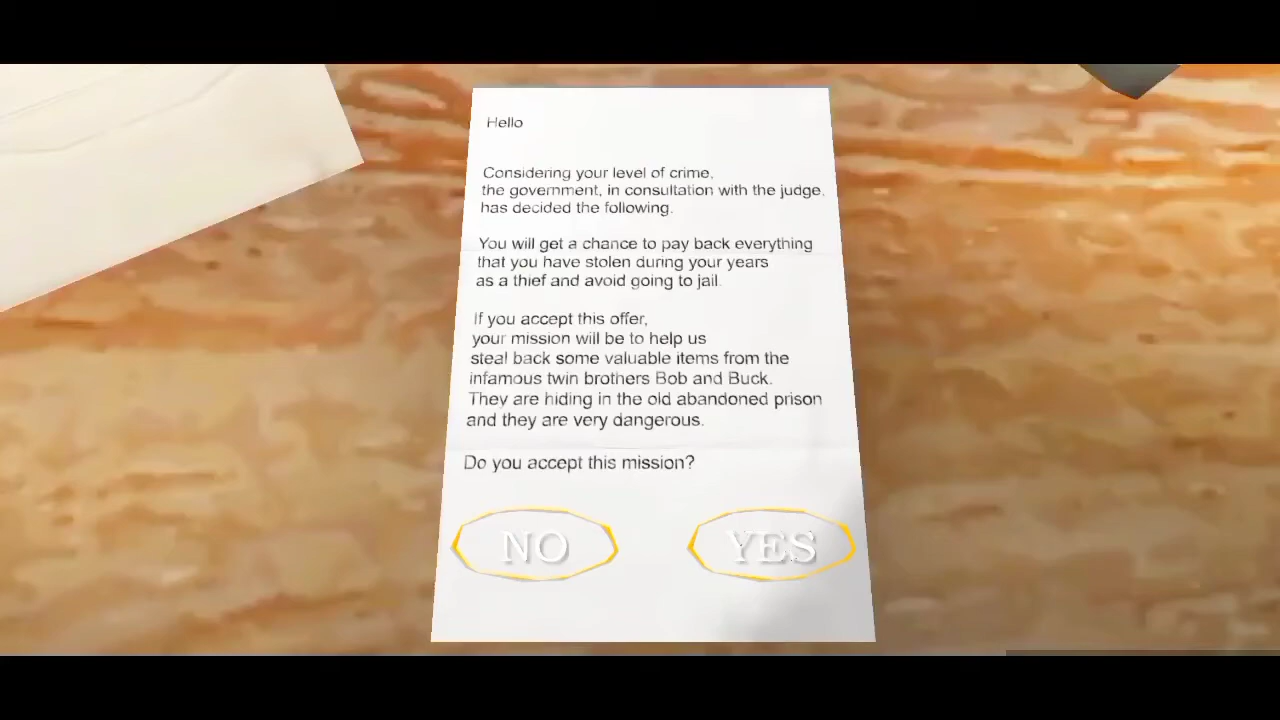 Hello
Considering your level of crime,
the government, in consultation with the judge,
has decided the following.
You will get a chance to pay back everything
that you have stolen during your years
as a thief and avoid going to jail.
If you accept this offer,
your mission will be to help us
steal back some valuable items from the
infamous twin brothers Bob and Buck.
They are hiding in the old abandoned prison
and they are very dangerous.
Do you accept this mission?
NO YES